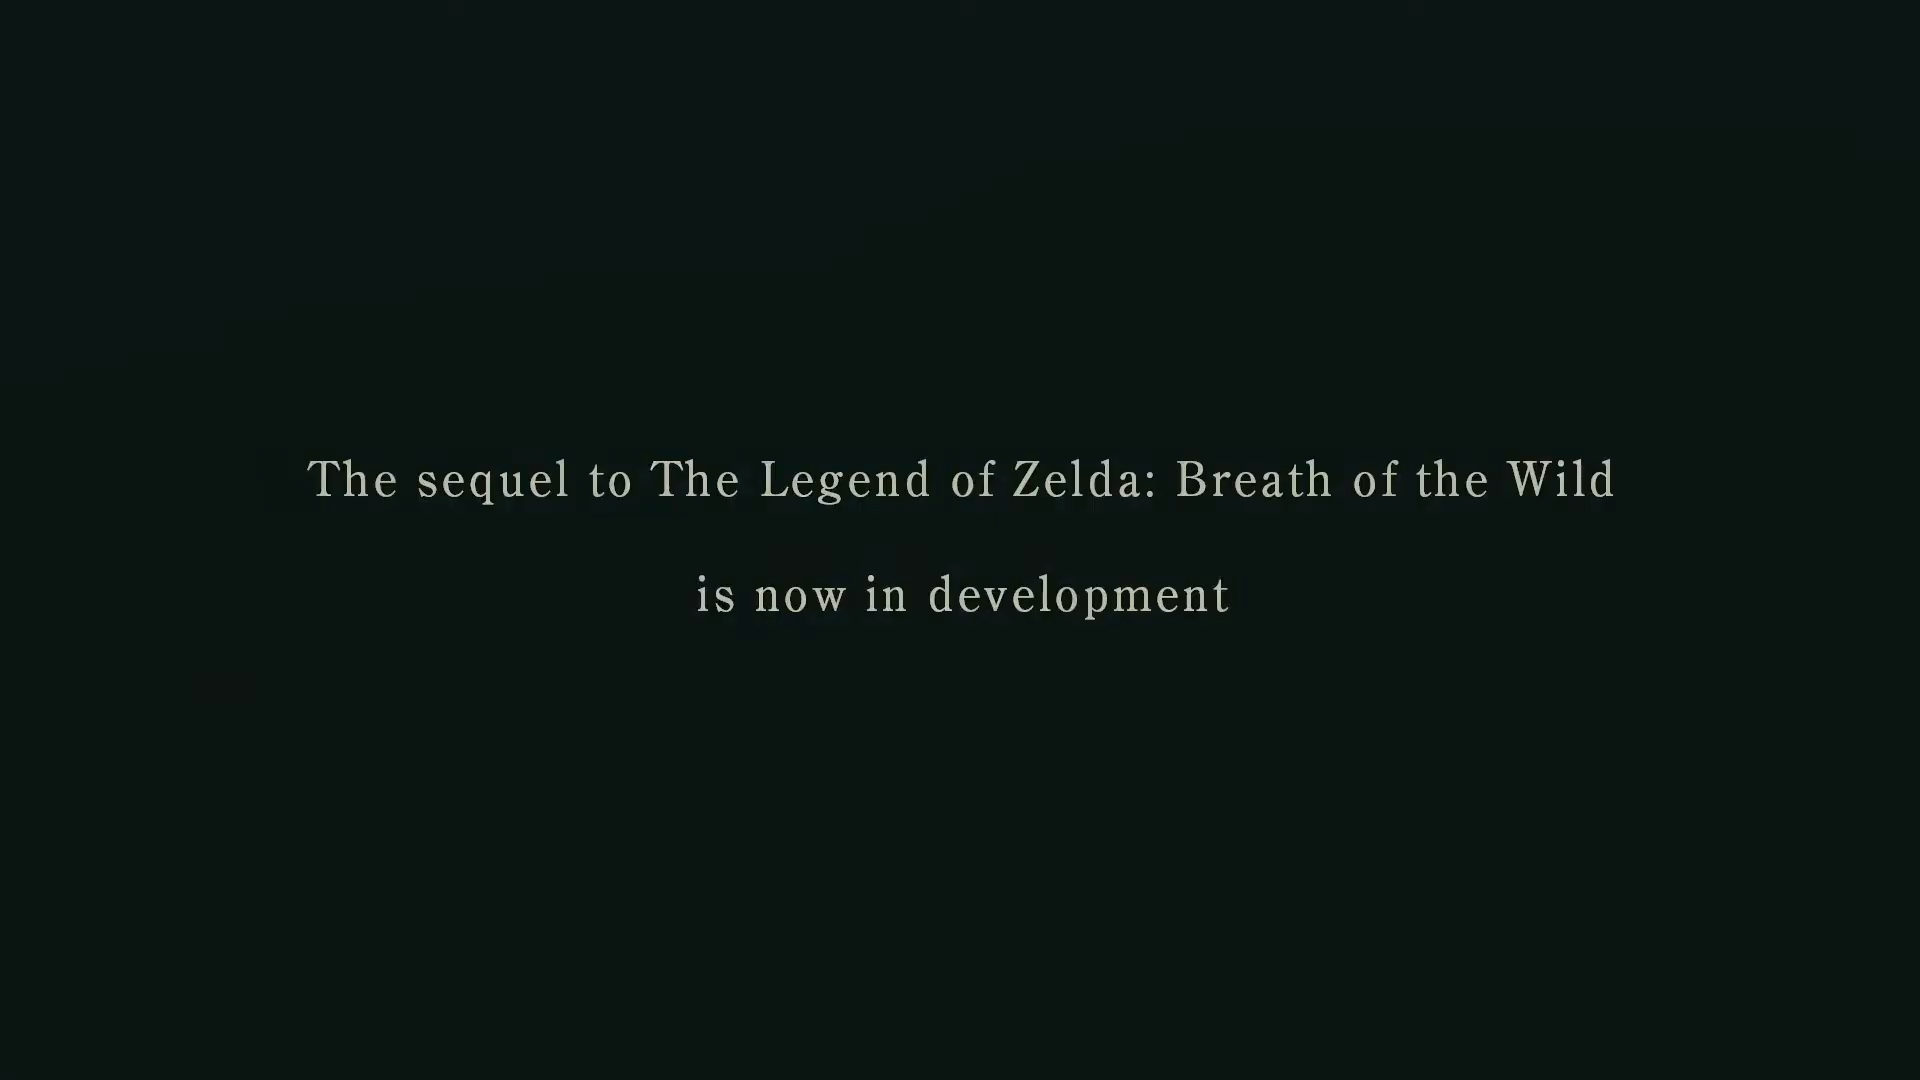 The sequel to The Legend of Zelda: Breath of the Wild
is now in development